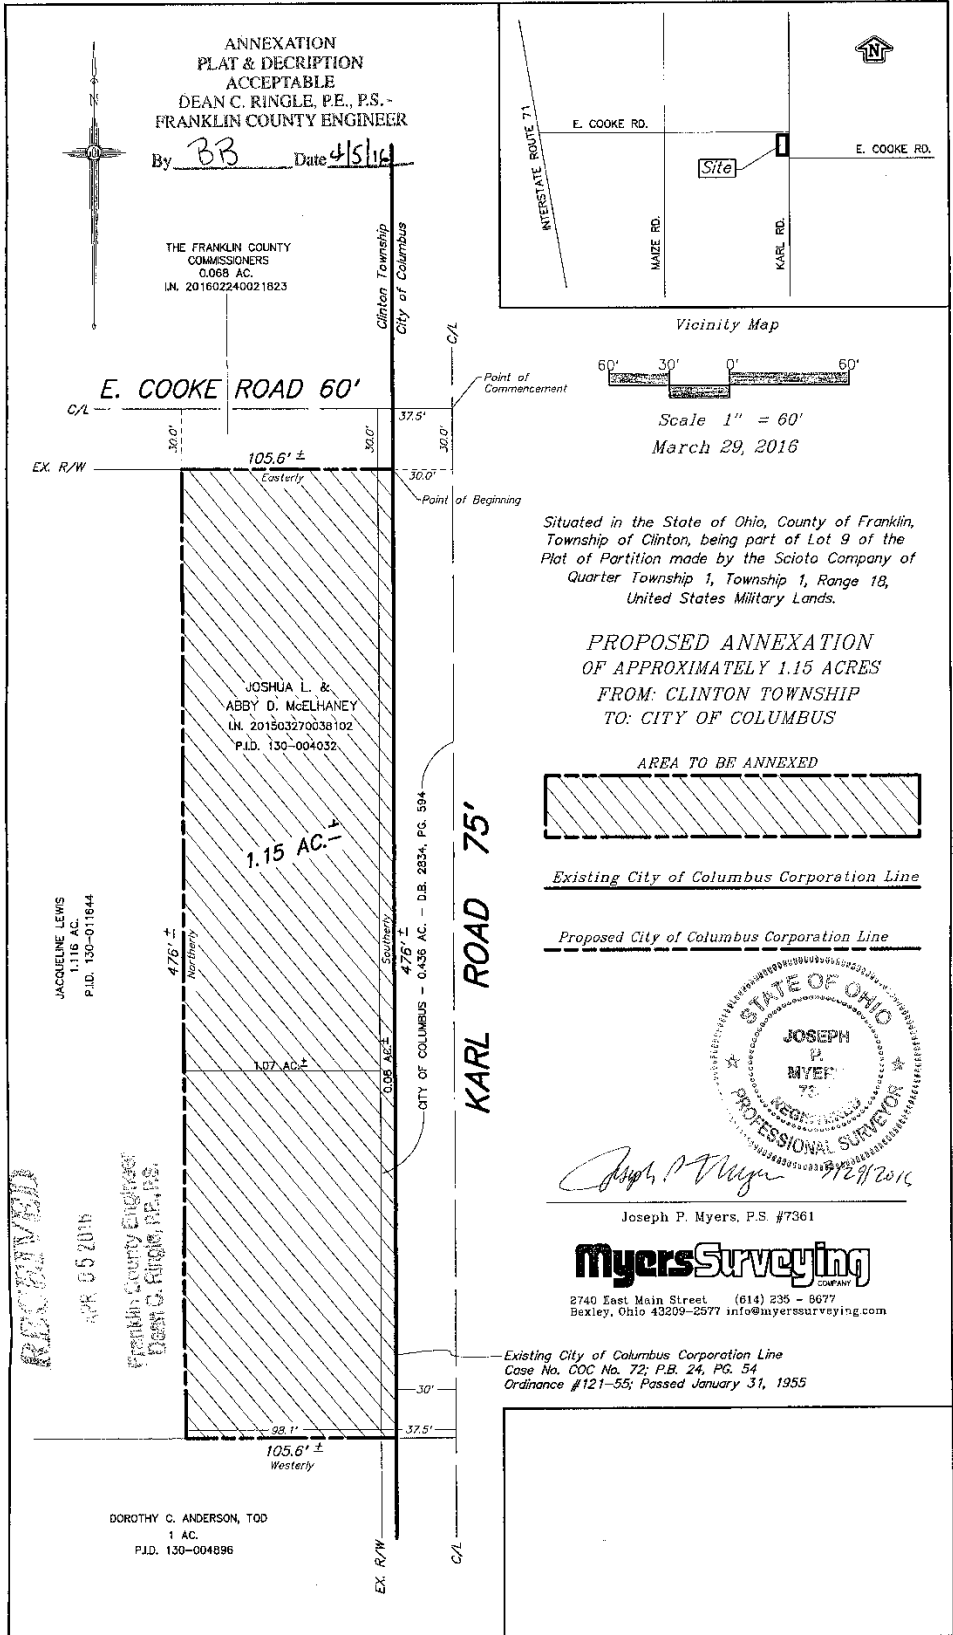 ANNEXATION
PLAT & DECRIPTION
ACCEPTABLE
DEAN C. RINGLE, P.E., P.S. -
FRANKLIN COUNTY ENGINEER
By BB Date 4/5/16
N
THE FRANKLIN COUNTY
COMMISSIONERS
0.068 AC.
I.N. 201602240021823
Clinton Township
City of Columbus
C/L
N
INTERSTATE ROUTE 71
E. COOKE RD.
MAIZE RD.
Site
KARL RD.
E. COOKE RD.
Vicinity Map
60' 30' 0' 60'
Scale 1" = 60'
March 29, 2016
E. COOKE ROAD 60'
C/L
Point of
Commencement
37.5'
30.0'
30.0'
30.0'
EX. R/W
105.6' ±
Easterly
30.0'
Point of Beginning
Situated in the State of Ohio, County of Franklin,
Township of Clinton, being part of Lot 9 of the
Plat of Partition made by the Scioto Company of
Quarter Township 1, Township 1, Range 18,
United States Military Lands.
PROPOSED ANNEXATION
OF APPROXIMATELY 1.15 ACRES
FROM: CLINTON TOWNSHIP
TO: CITY OF COLUMBUS
AREA TO BE ANNEXED
Existing City of Columbus Corporation Line
Proposed City of Columbus Corporation Line
JOSHUA L. &
ABBY D. McELHANEY
I.N. 201503270038102
P.I.D. 130-004032
1.15 AC.±
JACQUELINE LEWIS
1.116 AC.
P.I.D. 130-011644
476' ±
Northerly
Southerly
476' ±
CITY OF COLUMBUS - 0.436 AC. - D.B. 2834, PG. 594
KARL ROAD 75'
1.07 AC.±
0.08 AC.±
STATE OF OHIO
JOSEPH
P.
MYER
73
REGISTERED
PROFESSIONAL SURVEYOR
Joseph P. Myers 3/29/2016
Joseph P. Myers, P.S. #7361
MyersSurveying
COMPANY
2740 East Main Street (614) 235 - 8677
Bexley, Ohio 43209-2577 info@myerssurveying.com
RECEIVED
APR 05 2016
Franklin County Engineer
Dean C. Ringle, P.E., P.S.
Existing City of Columbus Corporation Line
Case No. COC No. 72; P.B. 24, PG. 54
Ordinance #121-55; Passed January 31, 1955
30'
98.1'
37.5'
105.6' ±
Westerly
DOROTHY C. ANDERSON, TOD
1 AC.
P.I.D. 130-004896
EX. R/W
C/L